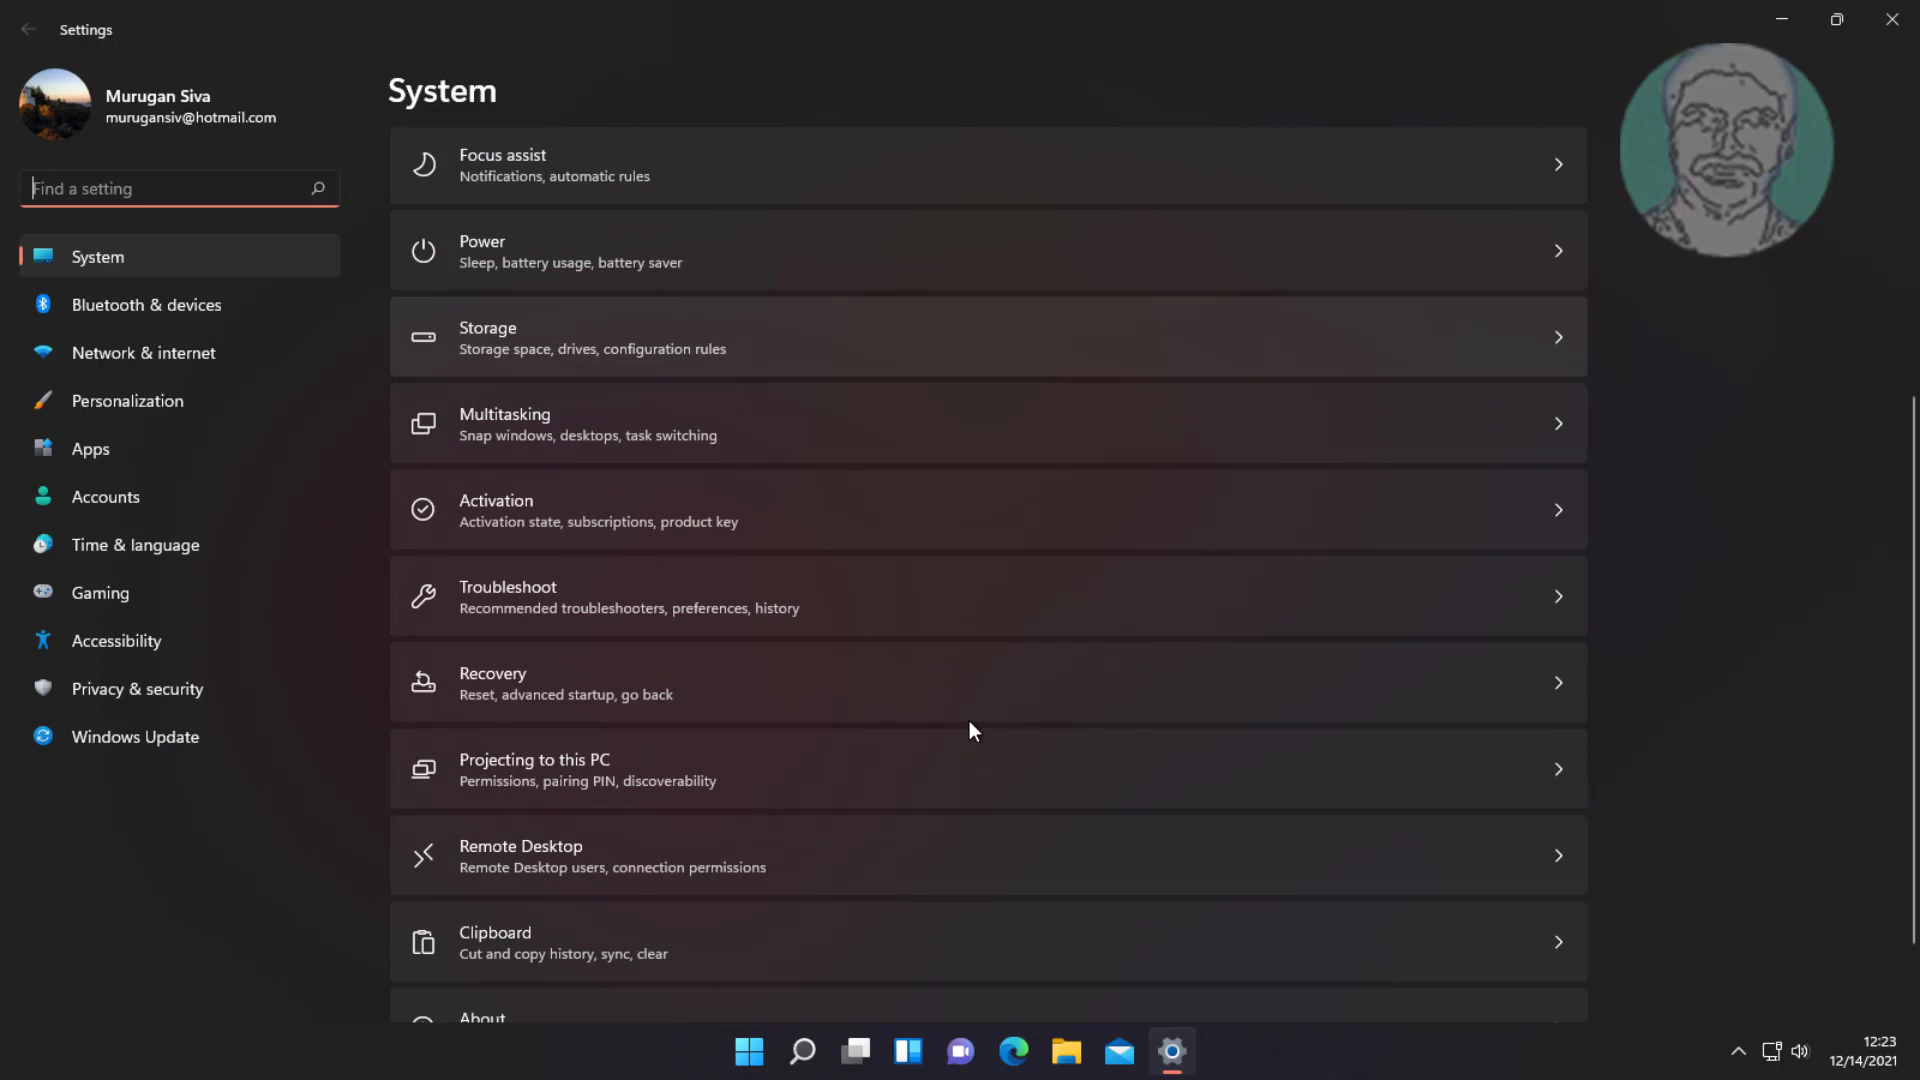 Settings
Murugan Siva
murugansiv@hotmail.com
Find a setting
System
Bluetooth & devices
Network & internet
Personalization
Apps
Accounts
Time & language
Gaming
Accessibility
Privacy & security
Windows Update
System
Focus assist
Notifications, automatic rules
Power
Sleep, battery usage, battery saver
Storage
Storage space, drives, configuration rules
Multitasking
Snap windows, desktops, task switching
Activation
Activation state, subscriptions, product key
Troubleshoot
Recommended troubleshooters, preferences, history
Recovery
Reset, advanced startup, go back
Projecting to this PC
Permissions, pairing PIN, discoverability
Remote Desktop
Remote Desktop users, connection permissions
Clipboard
Cut and copy history, sync, clear
About
12:23
12/14/2021